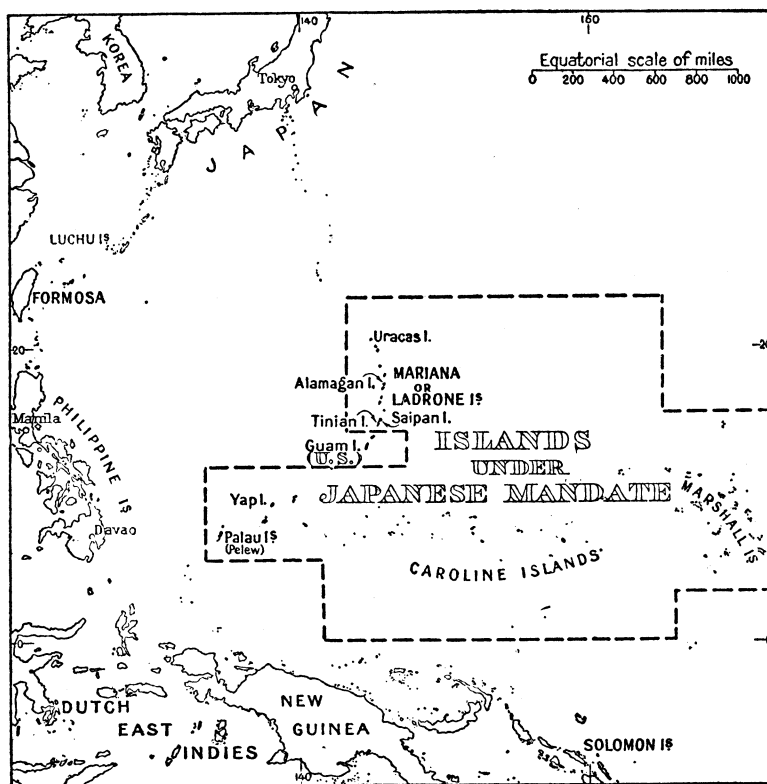 140
160
Equatorial scale of miles
0 200 400 600 800 1000
KOREA
Tokyo
JAPAN
LUCHU Is
FORMOSA
20
20
Uracas I.
Alamagan I.
MARIANA
OR
LADRONE Is
Tinian I.
Saipan I.
Guam I.
(U.S.)
Manila
PHILIPPINE Is
ISLANDS
UNDER
JAPANESE MANDATE
MARSHALL Is
Yap I.
Davao
Palau Is
(Pelew)
CAROLINE ISLANDS
0
DUTCH
EAST
INDIES
NEW
GUINEA
SOLOMON Is
140